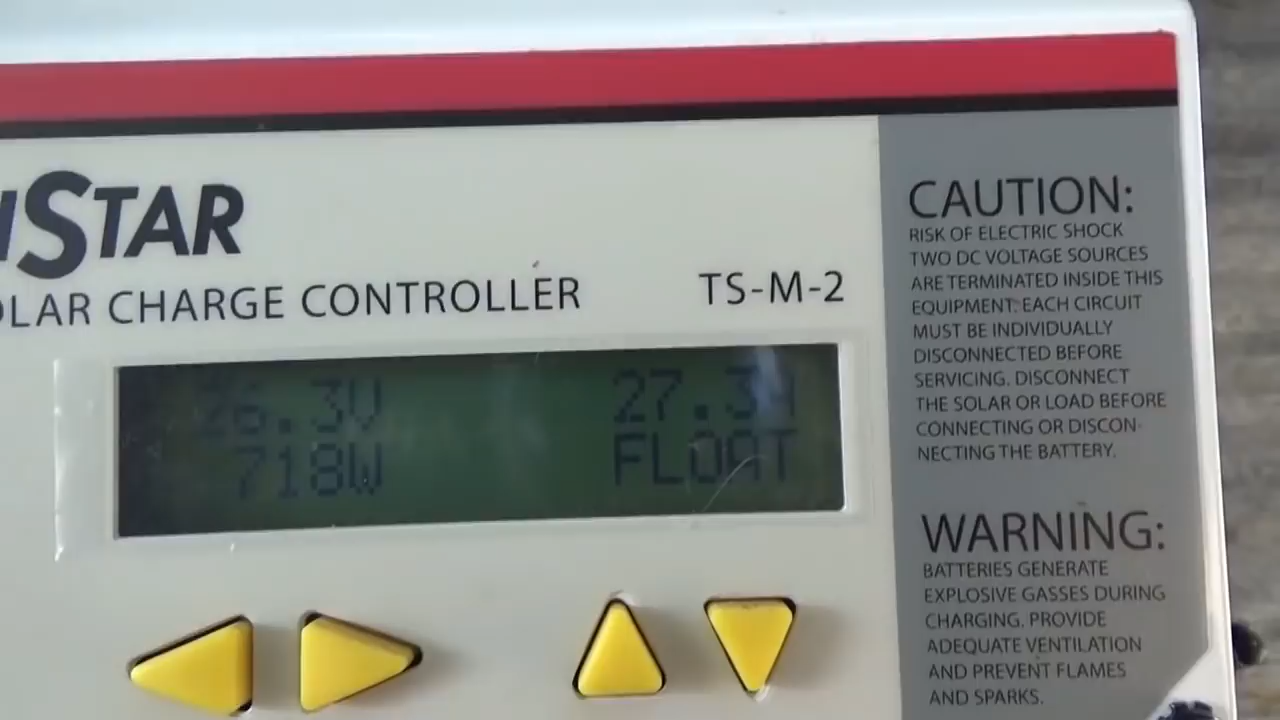 STAR
SOLAR CHARGE CONTROLLER
TS-M-2
26.3V 27.3A
718W FLOAT
CAUTION:
RISK OF ELECTRIC SHOCK
TWO DC VOLTAGE SOURCES
ARE TERMINATED INSIDE THIS
EQUIPMENT. EACH CIRCUIT
MUST BE INDIVIDUALLY
DISCONNECTED BEFORE
SERVICING. DISCONNECT
THE SOLAR OR LOAD BEFORE
CONNECTING OR DISCON-
NECTING THE BATTERY.
WARNING:
BATTERIES GENERATE
EXPLOSIVE GASSES DURING
CHARGING. PROVIDE
ADEQUATE VENTILATION
AND PREVENT FLAMES
AND SPARKS.